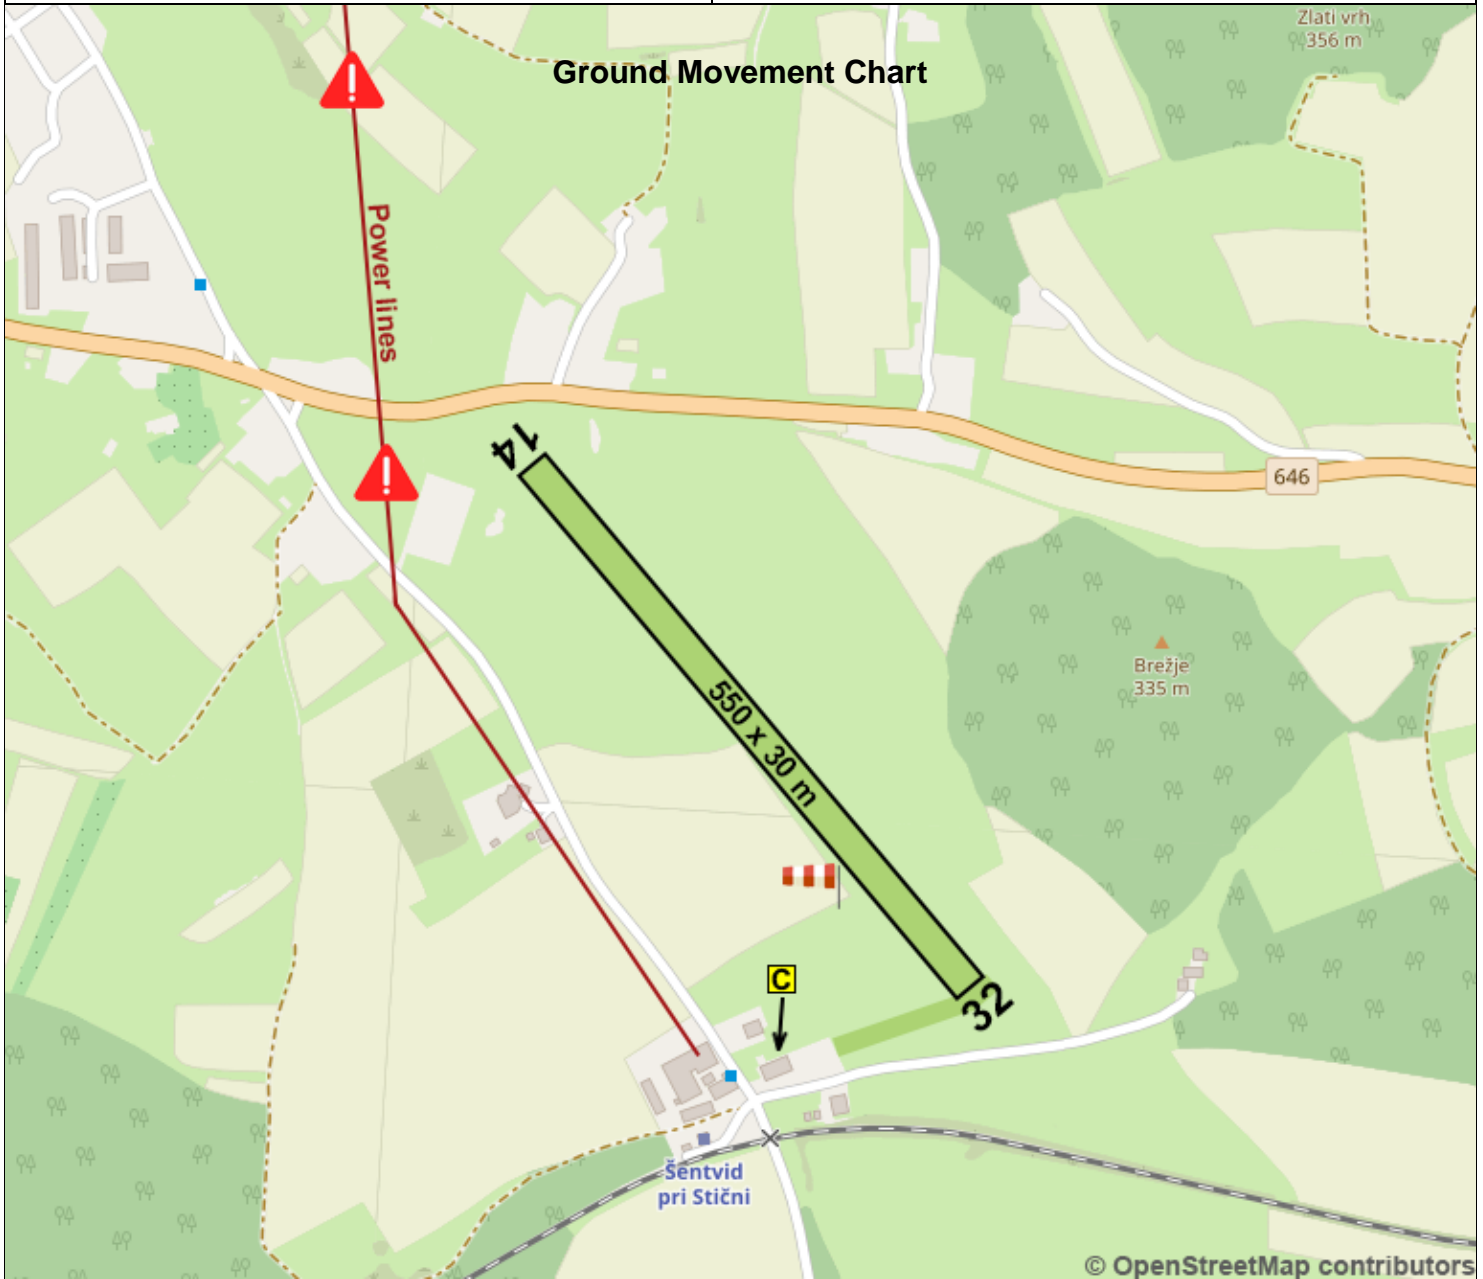 Zlati vrh
356 m
Ground Movement Chart
Power lines
14
646
Brežje
335 m
550 x 30 m
C
32
Šentvid
pri Stični
© OpenStreetMap contributors